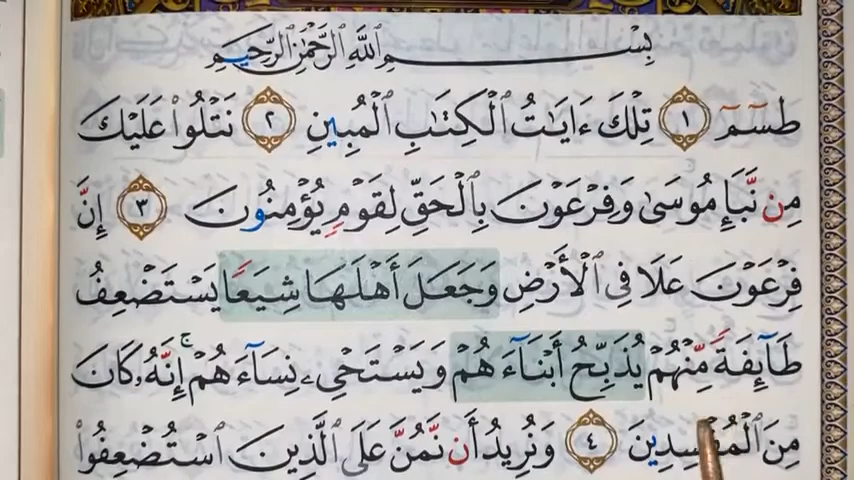 بِسْمِ ٱللَّهِ ٱلرَّحْمَٰنِ ٱلرَّحِيمِ
طسٓمٓ ١ تِلْكَ ءَايَٰتُ ٱلْكِتَٰبِ ٱلْمُبِينِ ٢ نَتْلُوا۟ عَلَيْكَ
مِن نَّبَإِ مُوسَىٰ وَفِرْعَوْنَ بِٱلْحَقِّ لِقَوْمٍ يُؤْمِنُونَ ٣ إِنَّ
فِرْعَوْنَ عَلَا فِى ٱلْأَرْضِ وَجَعَلَ أَهْلَهَا شِيَعًا يَسْتَضْعِفُ
طَآئِفَةً مِّنْهُمْ يُذَبِّحُ أَبْنَآءَهُمْ وَيَسْتَحْىِۦ نِسَآءَهُمْ ۚ إِنَّهُۥ كَانَ
مِنَ ٱلْمُفْسِدِينَ ٤ وَنُرِيدُ أَن نَّمُنَّ عَلَى ٱلَّذِينَ ٱسْتُضْعِفُوا۟